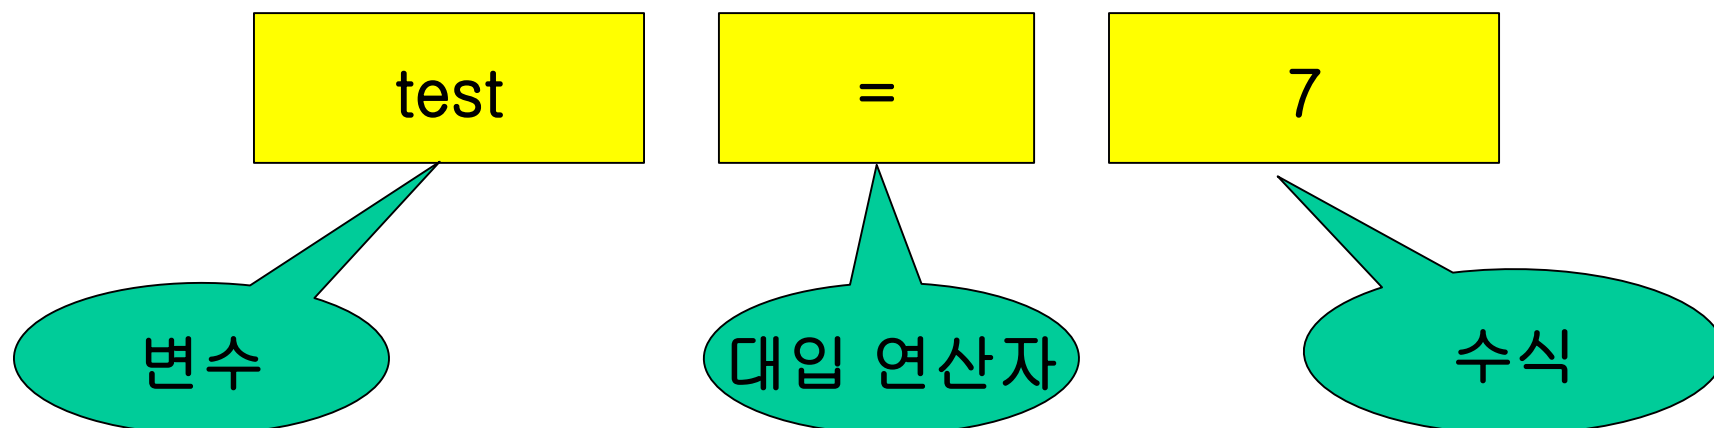 test = 7
변수 대입 연산자 수식